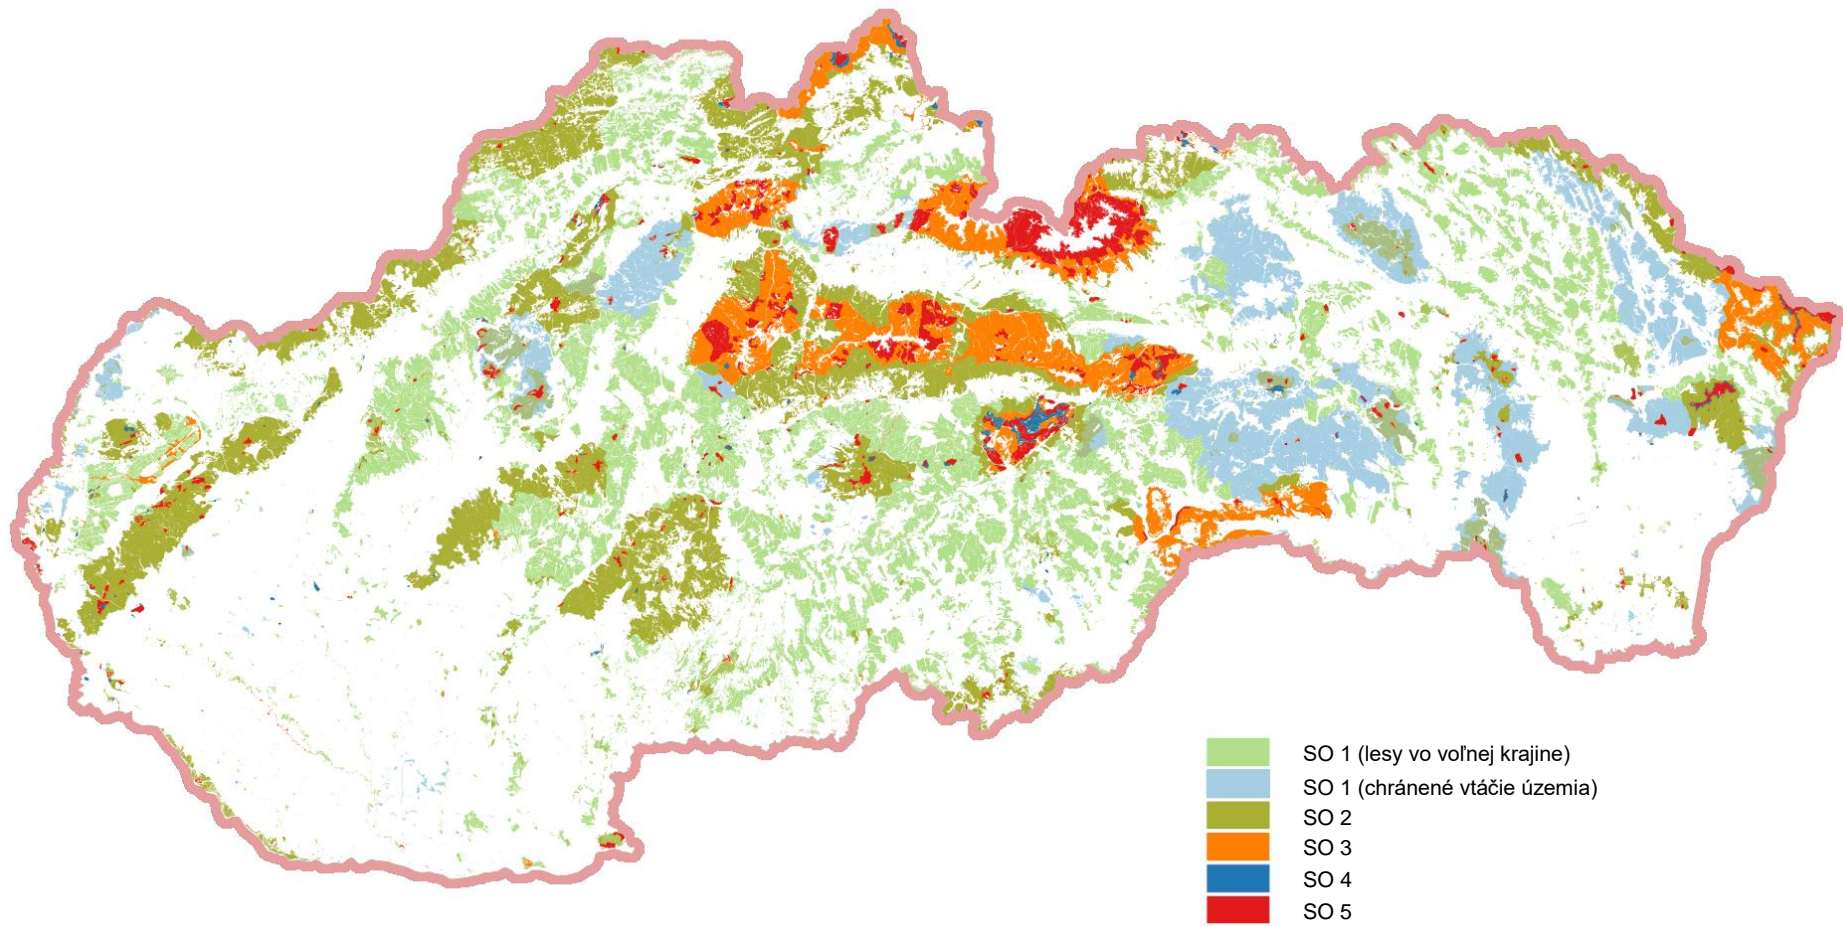 SO 1 (lesy vo voľnej krajine)
SO 1 (chránené vtáčie územia)
SO 2
SO 3
SO 4
SO 5